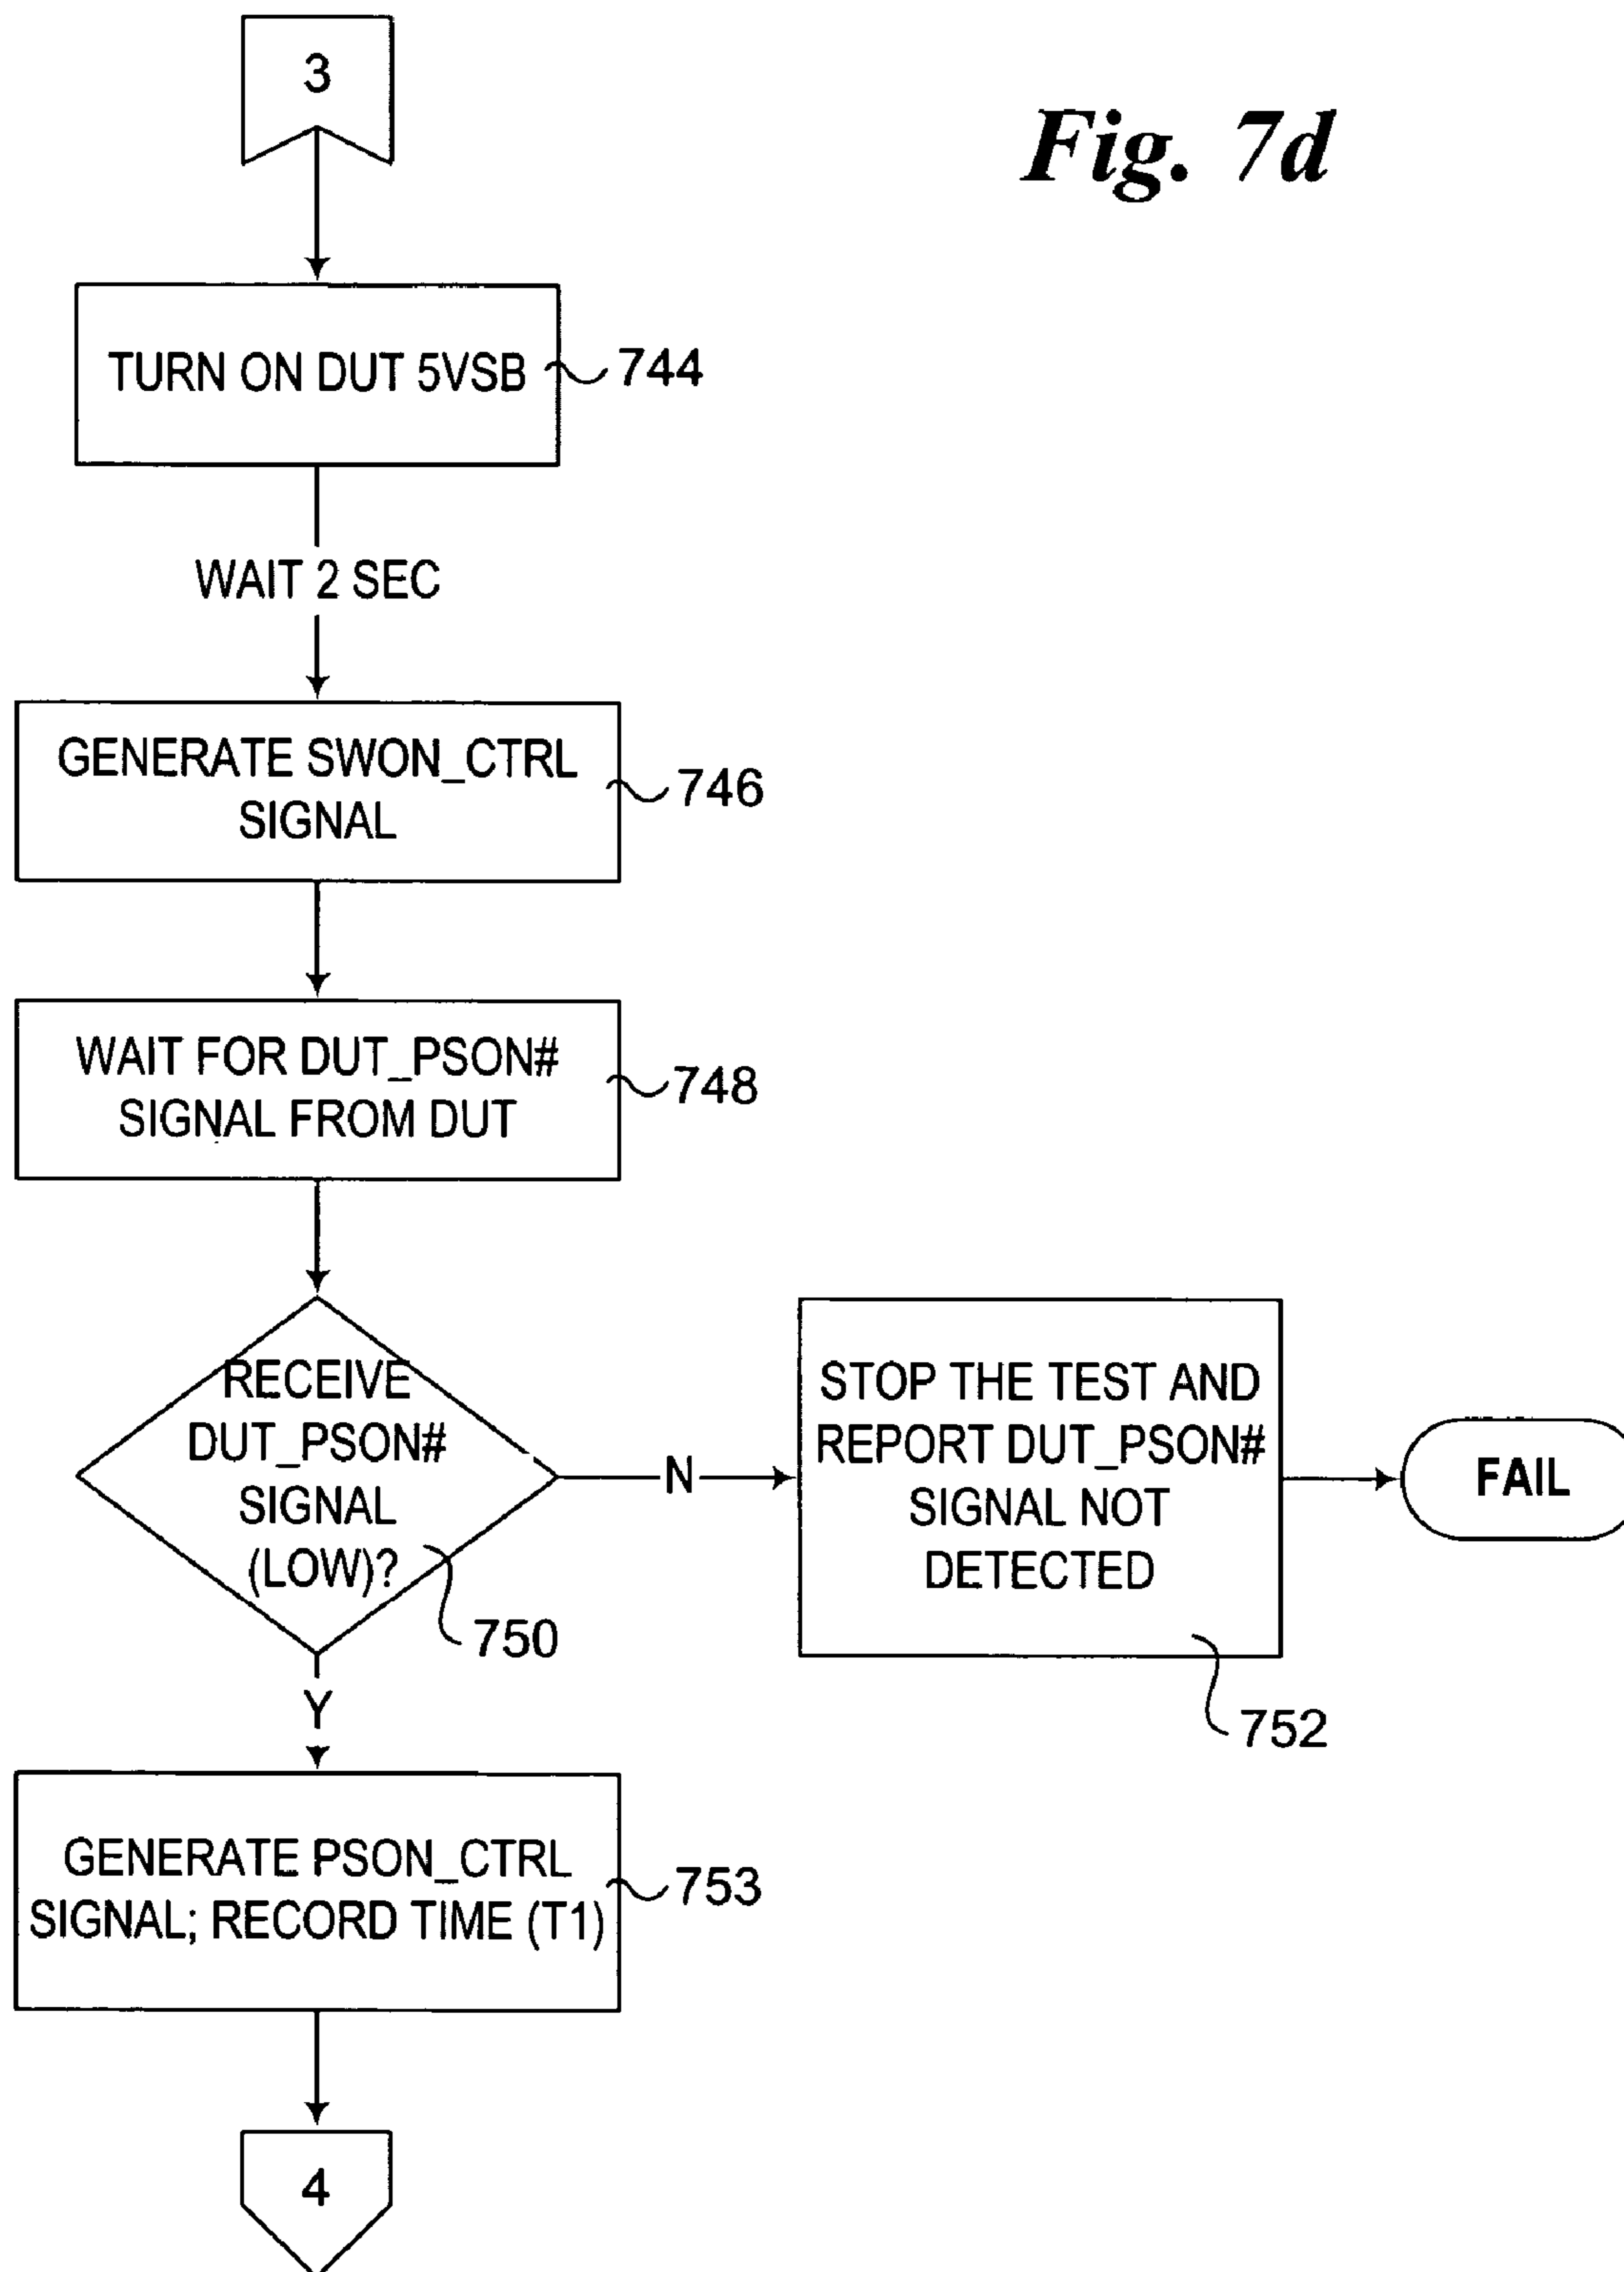 3
Fig. 7d
TURN ON DUT 5VSB
744
WAIT 2 SEC
GENERATE SWON_CTRL
SIGNAL
746
WAIT FOR DUT_PSON#
SIGNAL FROM DUT
748
RECEIVE
DUT_PSON#
SIGNAL
(LOW)?
750
N
STOP THE TEST AND
REPORT DUT_PSON#
SIGNAL NOT
DETECTED
752
FAIL
Y
GENERATE PSON_CTRL
SIGNAL; RECORD TIME (T1)
753
4